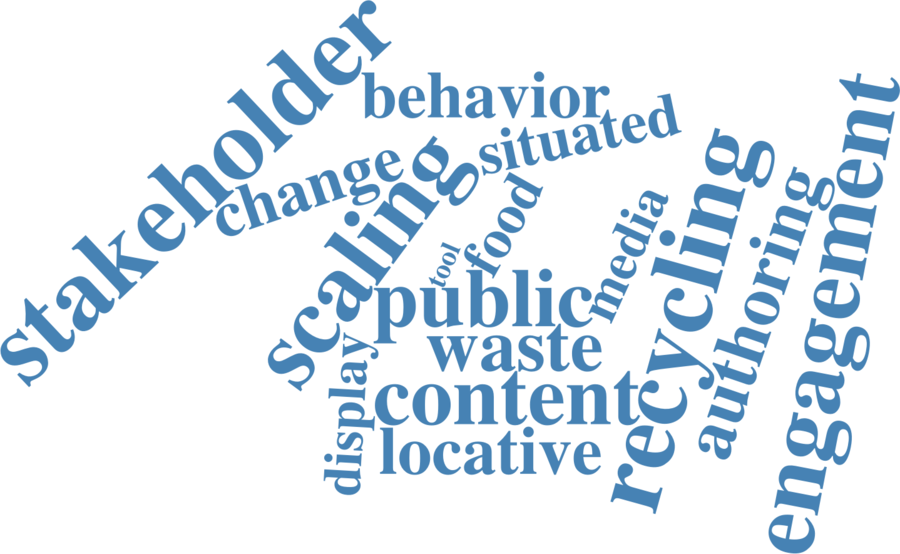 stakeholder
behavior
situated
change
scaling
food
tool
media
recycling
authoring
engagement
public
waste
display
content
locative